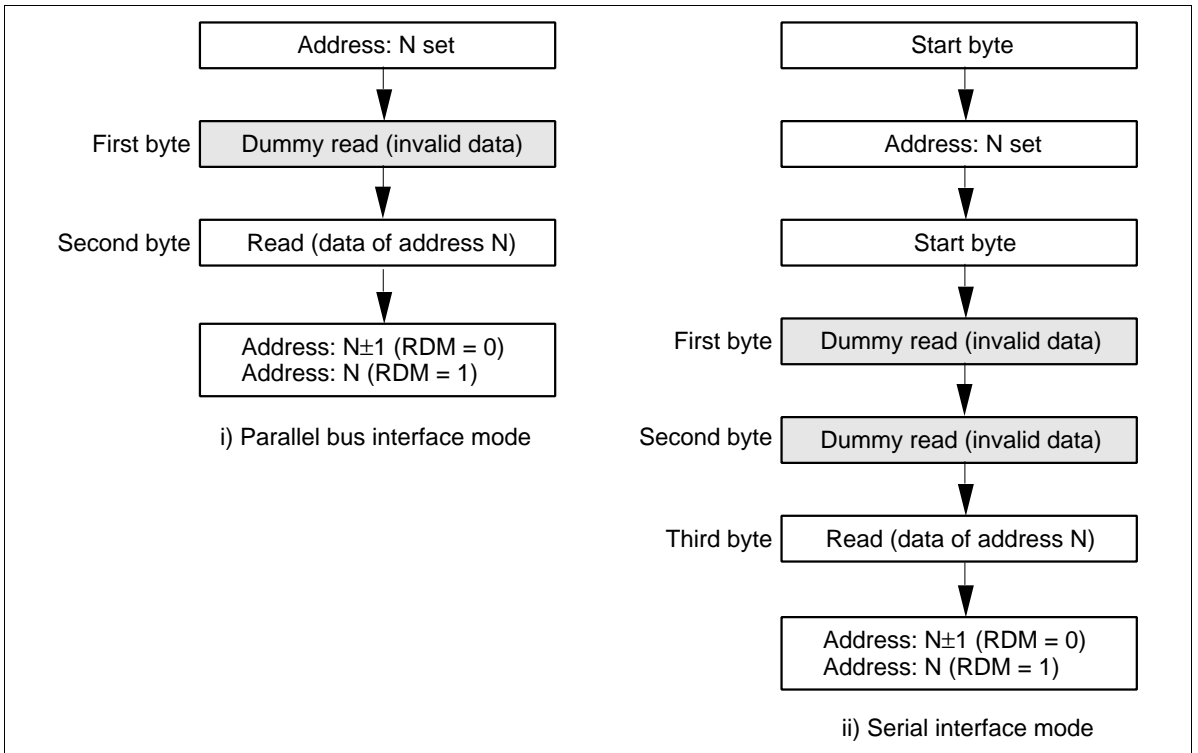 Address: N set
First byte
Dummy read (invalid data)
Second byte
Read (data of address N)
Address: N±1 (RDM = 0)
Address: N (RDM = 1)
i) Parallel bus interface mode
Start byte
Address: N set
Start byte
First byte
Dummy read (invalid data)
Second byte
Dummy read (invalid data)
Third byte
Read (data of address N)
Address: N±1 (RDM = 0)
Address: N (RDM = 1)
ii) Serial interface mode